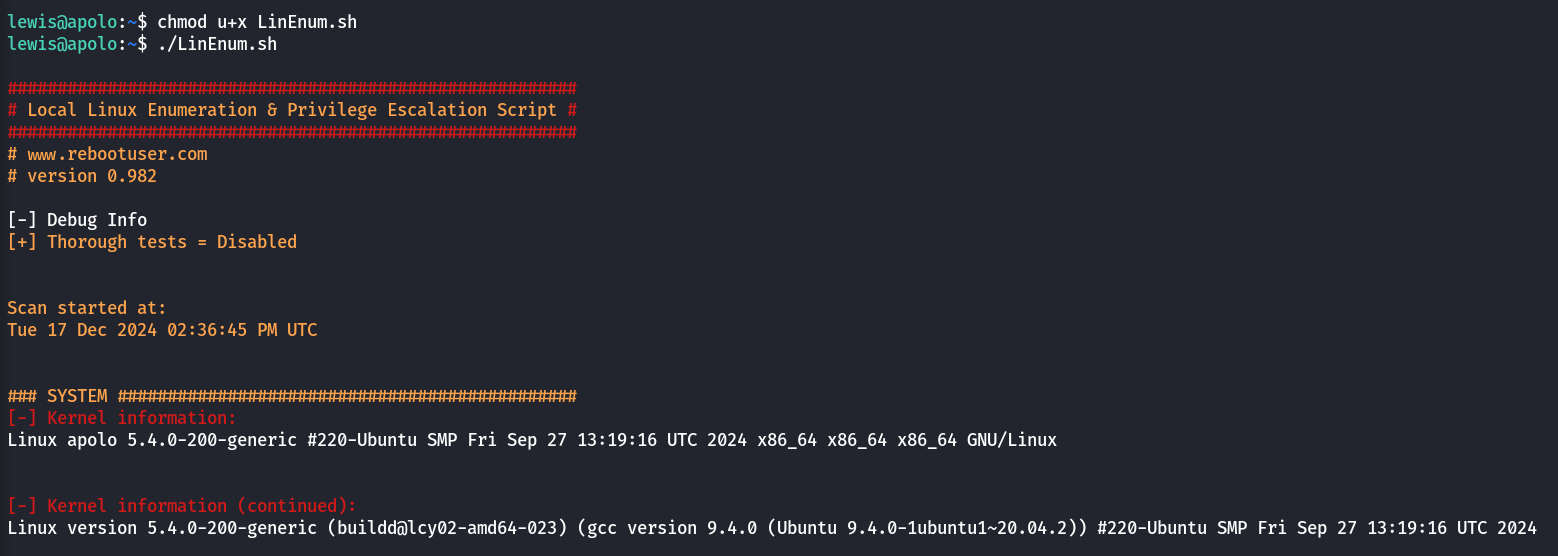 lewis@apolo:~$ chmod u+x LinEnum.sh
lewis@apolo:~$ ./LinEnum.sh
#########################################################
# Local Linux Enumeration & Privilege Escalation Script #
#########################################################
# www.rebootuser.com
# version 0.982
[-] Debug Info
[+] Thorough tests = Disabled
Scan started at:
Tue 17 Dec 2024 02:36:45 PM UTC
### SYSTEM ##############################################
[-] Kernel information:
Linux apolo 5.4.0-200-generic #220-Ubuntu SMP Fri Sep 27 13:19:16 UTC 2024 x86_64 x86_64 x86_64 GNU/Linux
[-] Kernel information (continued):
Linux version 5.4.0-200-generic (buildd@lcy02-amd64-023) (gcc version 9.4.0 (Ubuntu 9.4.0-1ubuntu1~20.04.2)) #220-Ubuntu SMP Fri Sep 27 13:19:16 UTC 2024